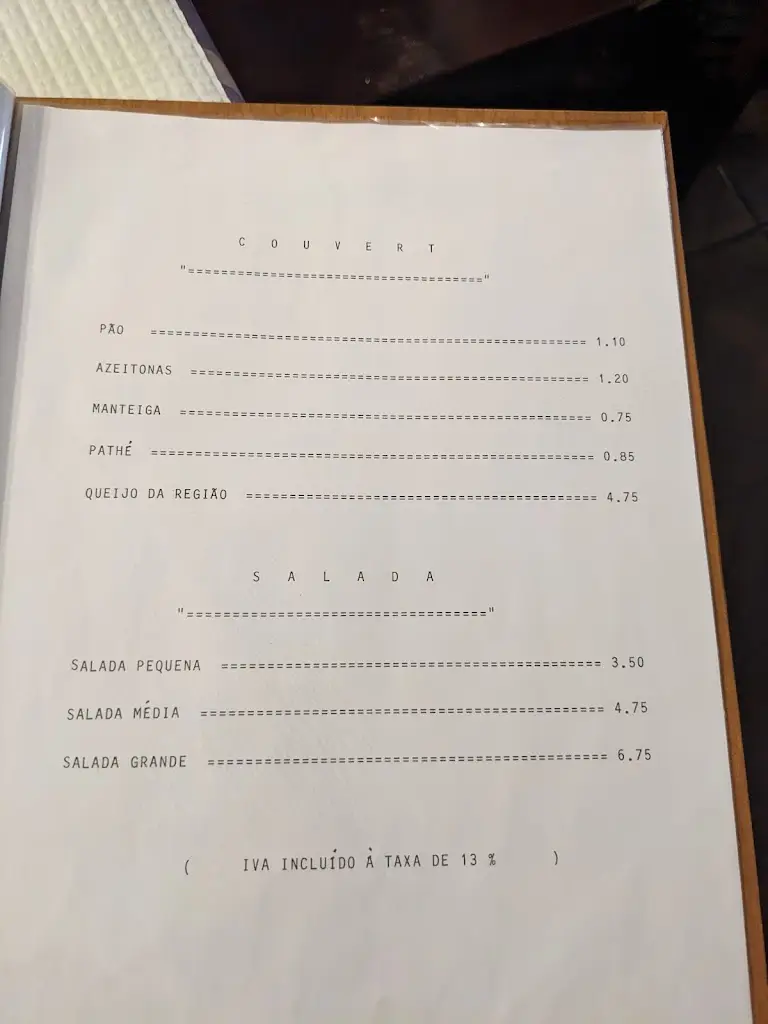 C O U V E R T
"===================================="
PÃO ==================================================== 1.10
AZEITONAS =============================================== 1.20
MANTEIGA ================================================ 0.75
PATHÉ ==================================================== 0.85
QUEIJO DA REGIÃO ========================================= 4.75
S A L A D A
"===================================="
SALADA PEQUENA =========================================== 3.50
SALADA MÉDIA ============================================= 4.75
SALADA GRANDE ============================================ 6.75
( IVA INCLUÍDO À TAXA DE 13 % )